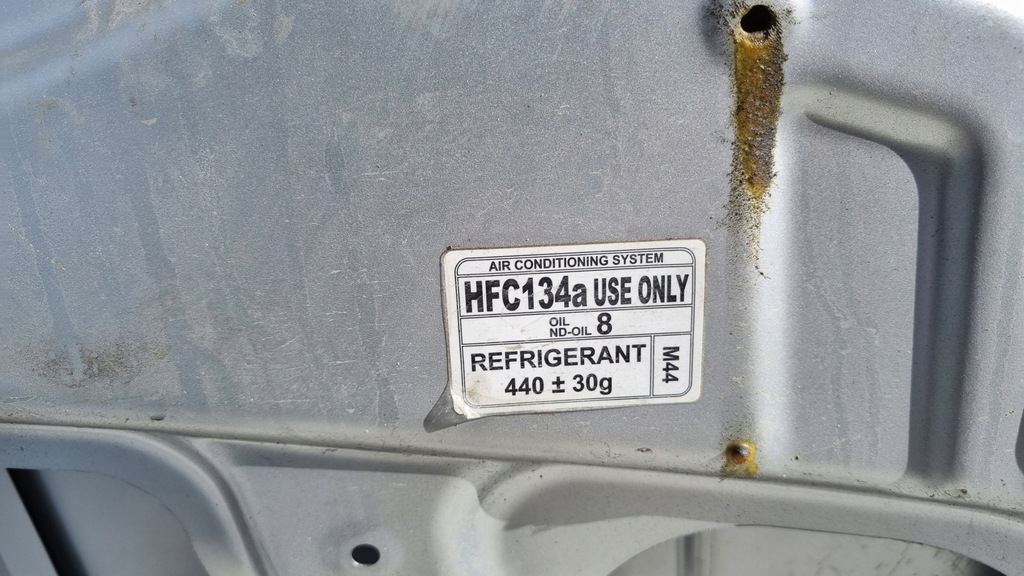 AIR CONDITIONING SYSTEM
HFC134a USE ONLY
OIL
ND-OIL 8
REFRIGERANT
440 ± 30g
M44